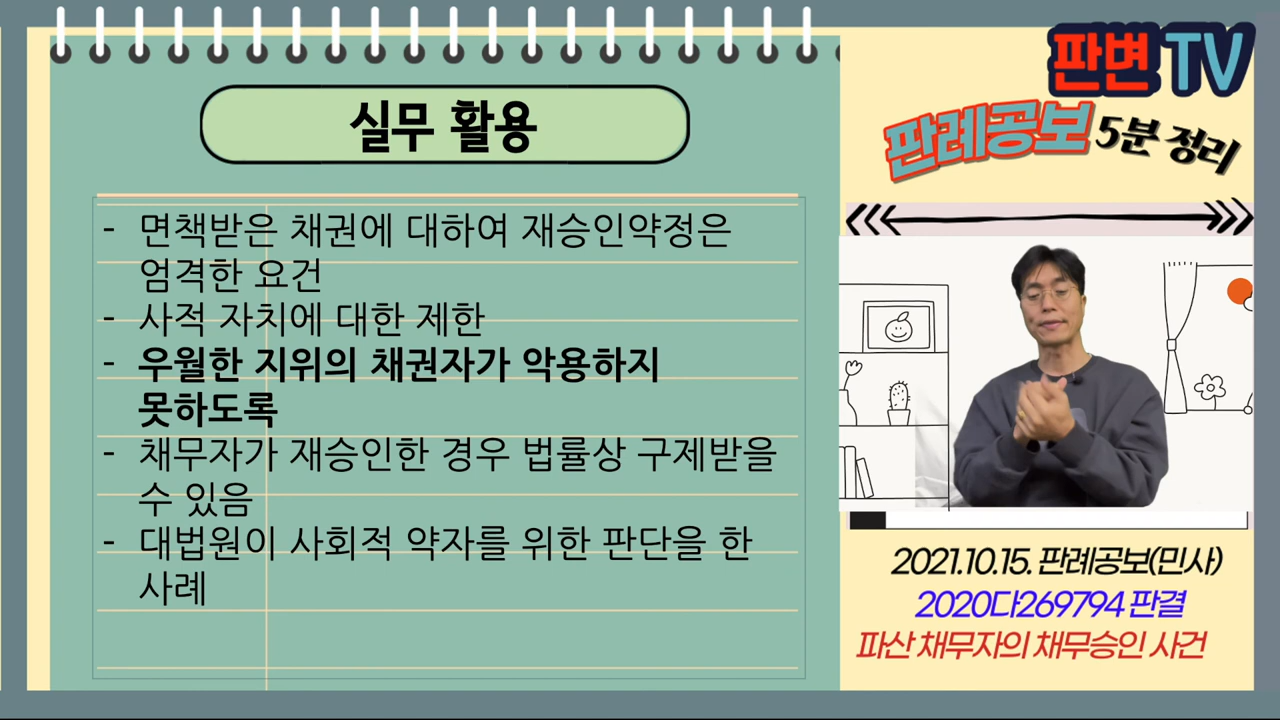 실무 활용
- 면책받은 채권에 대하여 재승인약정은
엄격한 요건
- 사적 자치에 대한 제한
- 우월한 지위의 채권자가 악용하지
못하도록
- 채무자가 재승인한 경우 법률상 구제받을
수 있음
- 대법원이 사회적 약자를 위한 판단을 한
사례
판변 TV
판례공보 5분 정리
2021.10.15. 판례공보(민사)
2020다269794 판결
파산 채무자의 채무승인 사건